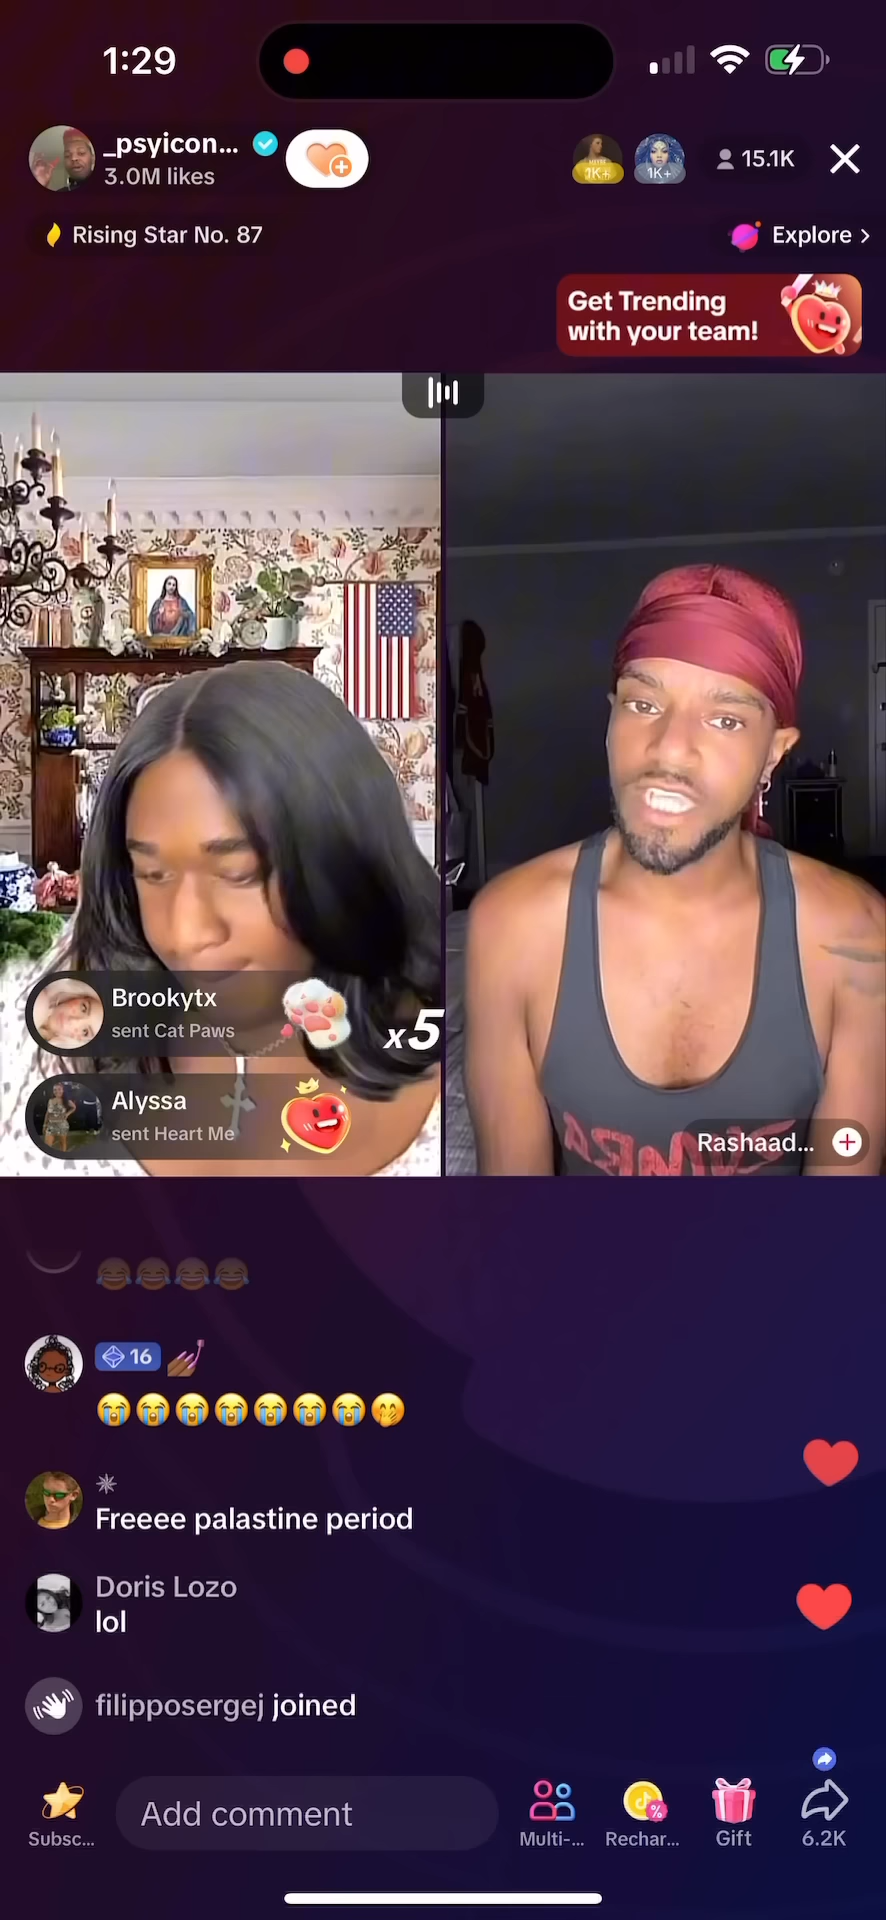 1:29
_psyicon...
3.0M likes
1K+
15.1K
Rising Star No. 87
Explore >
Get Trending
with your team!
Brookytx
sent Cat Paws
x5
Alyssa
sent Heart Me
Rashaad...
16
Freeee palastine period
Doris Lozo
lol
filipposergej joined
Add comment
Subsc...
Multi-...
Rechar...
Gift
6.2K